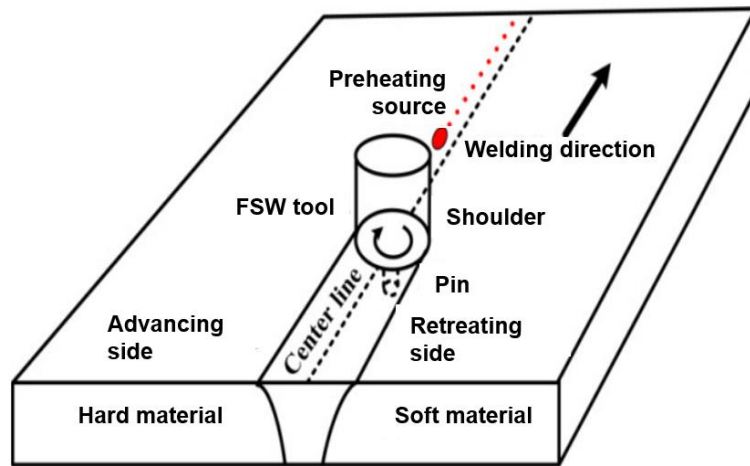 Preheating
source
Welding direction
FSW tool
Shoulder
Pin
Center line
Advancing
side
Retreating
side
Hard material
Soft material